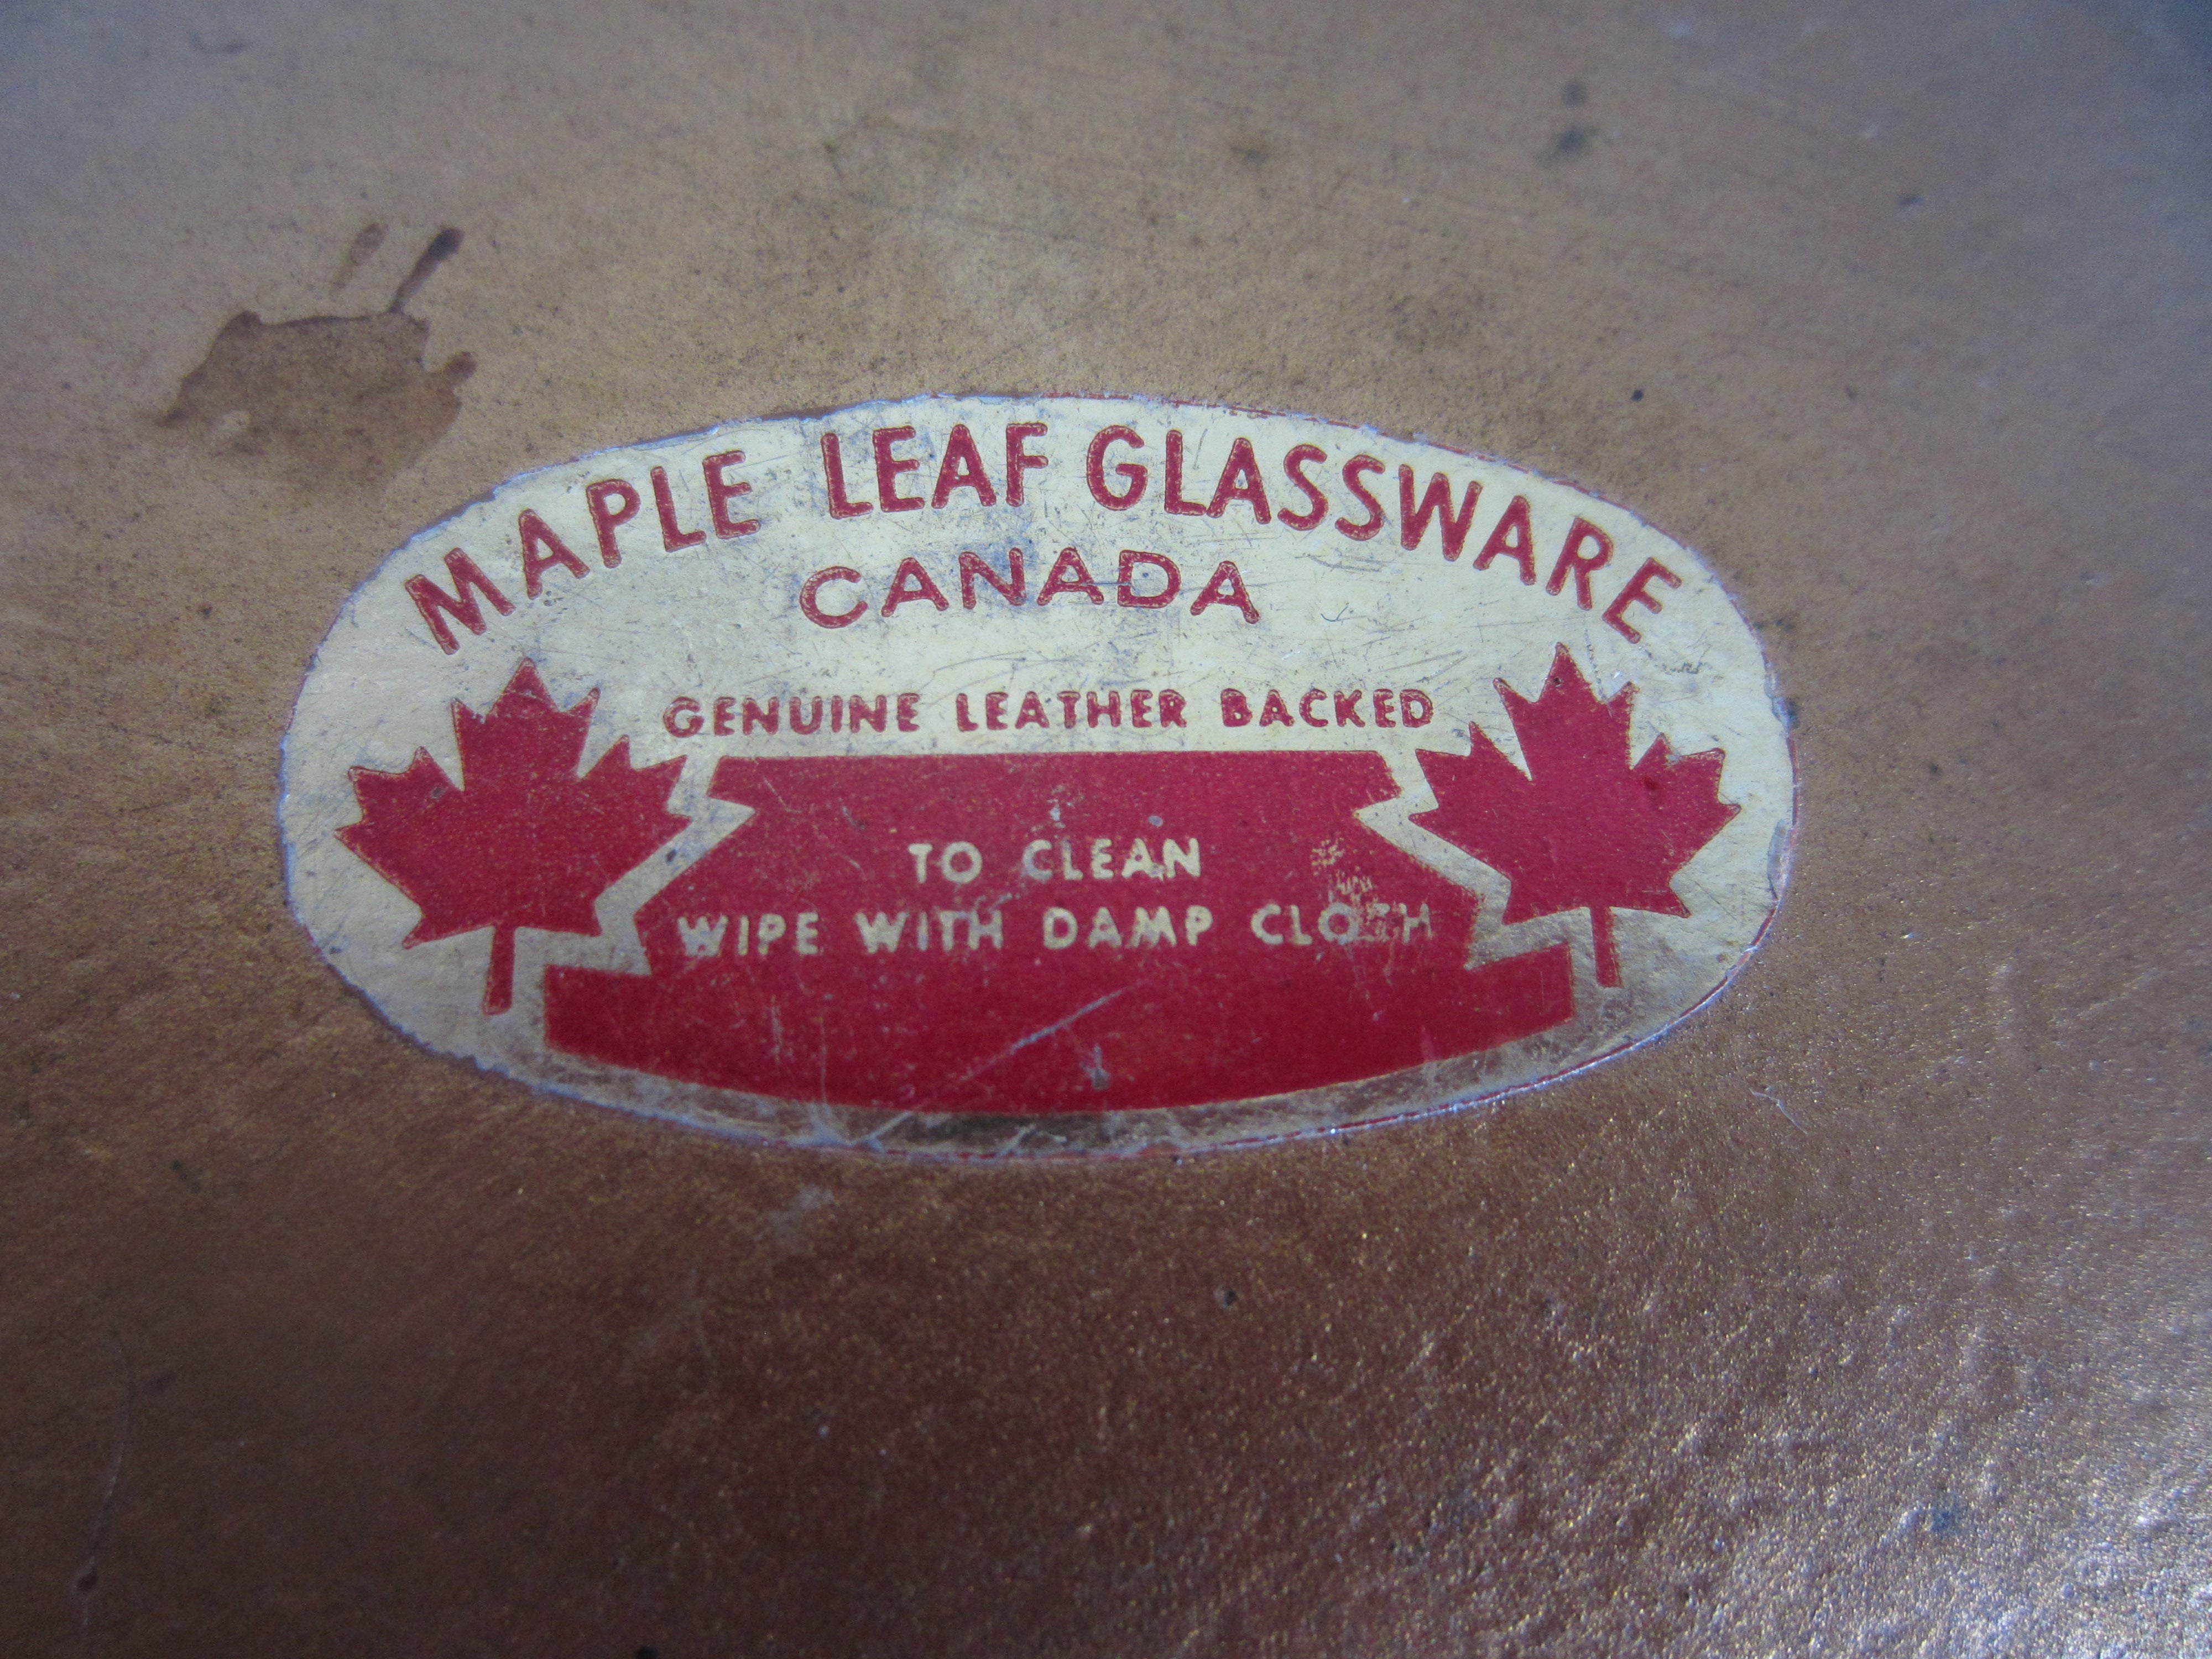 MAPLE LEAF GLASSWARE
CANADA
GENUINE LEATHER BACKED
TO CLEAN
WIPE WITH DAMP CLOTH